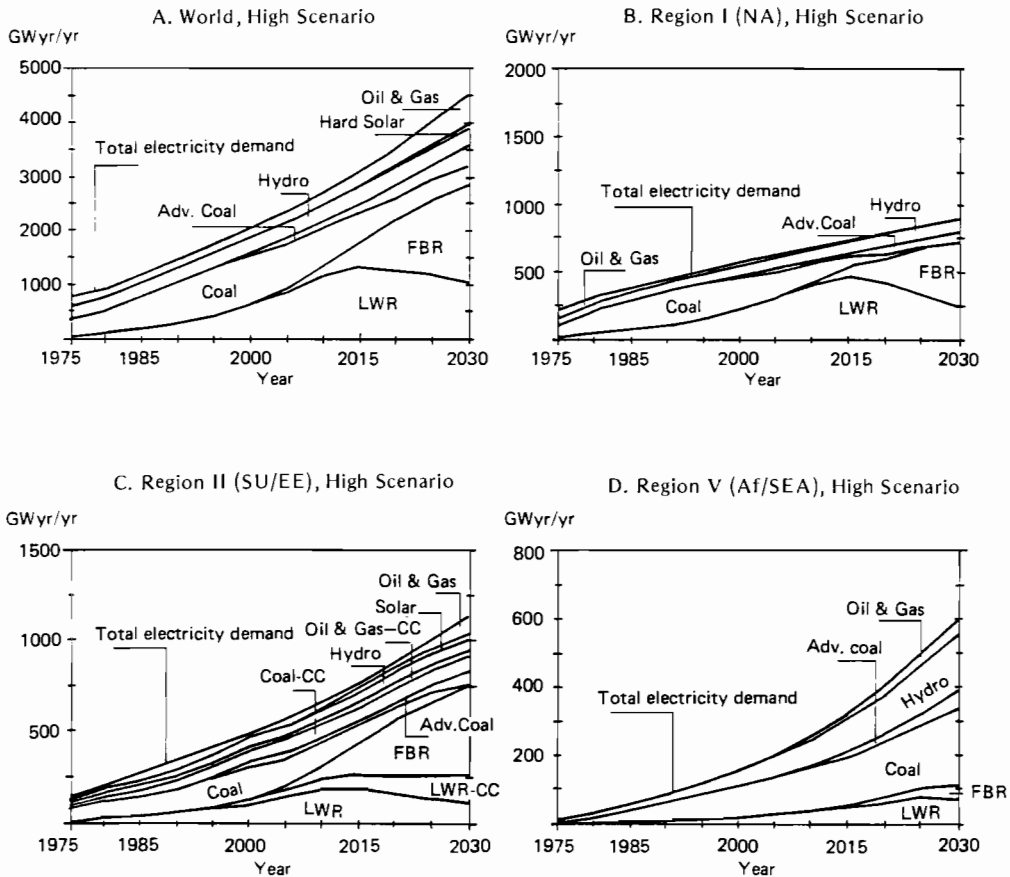 A. World, High Scenario
GWyr/yr
5000
4000
3000
2000
1000
1975
1985
2000
2015
2030
Year
Total electricity demand
Oil & Gas
Hard Solar
Hydro
Adv. Coal
Coal
FBR
LWR
B. Region I (NA), High Scenario
GWyr/yr
2000
1500
1000
500
1975
1985
2000
2015
2030
Year
Total electricity demand
Hydro
Adv.Coal
Oil & Gas
Coal
FBR
LWR
C. Region II (SU/EE), High Scenario
GWyr/yr
1500
1000
500
1975
1985
2000
2015
2030
Year
Oil & Gas
Solar
Total electricity demand
Oil & Gas–CC
Hydro
Coal-CC
Adv.Coal
FBR
Coal
LWR-CC
LWR
D. Region V (Af/SEA), High Scenario
GWyr/yr
800
600
400
200
0
1975
1985
2000
2015
2030
Year
Oil & Gas
Adv. coal
Total electricity demand
Hydro
Coal
FBR
LWR